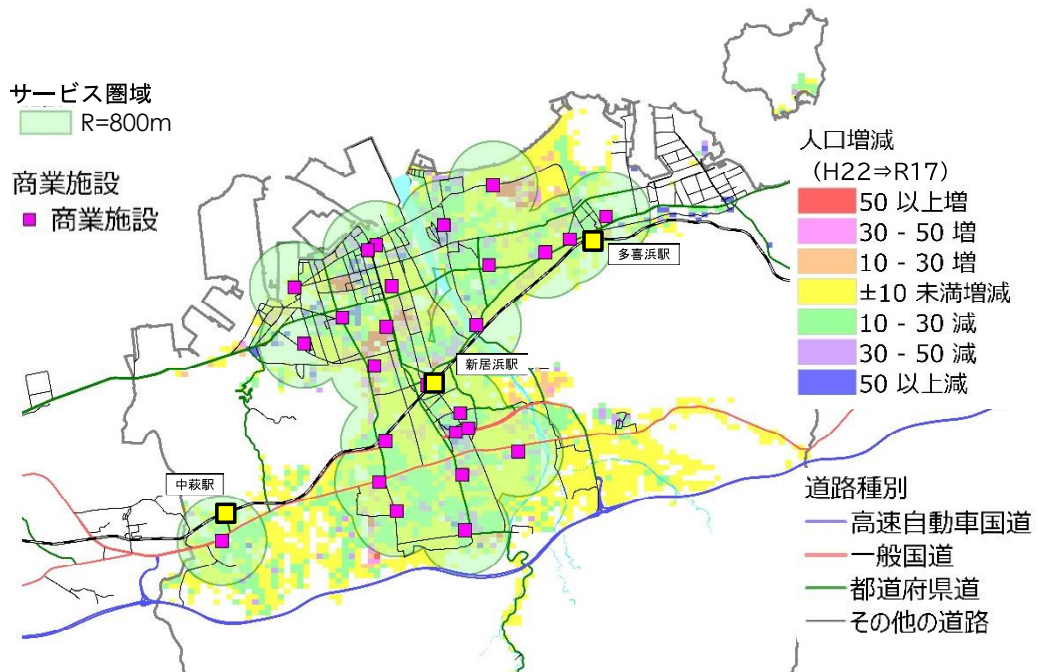 サービス圏域
R=800m
商業施設
商業施設
人口増減
(H22⇒R17)
50 以上増
30 - 50 増
10 - 30 増
±10 未満増減
10 - 30 減
30 - 50 減
50 以上減
多喜浜駅
新居浜駅
中萩駅
道路種別
高速自動車国道
一般国道
都道府県道
その他の道路